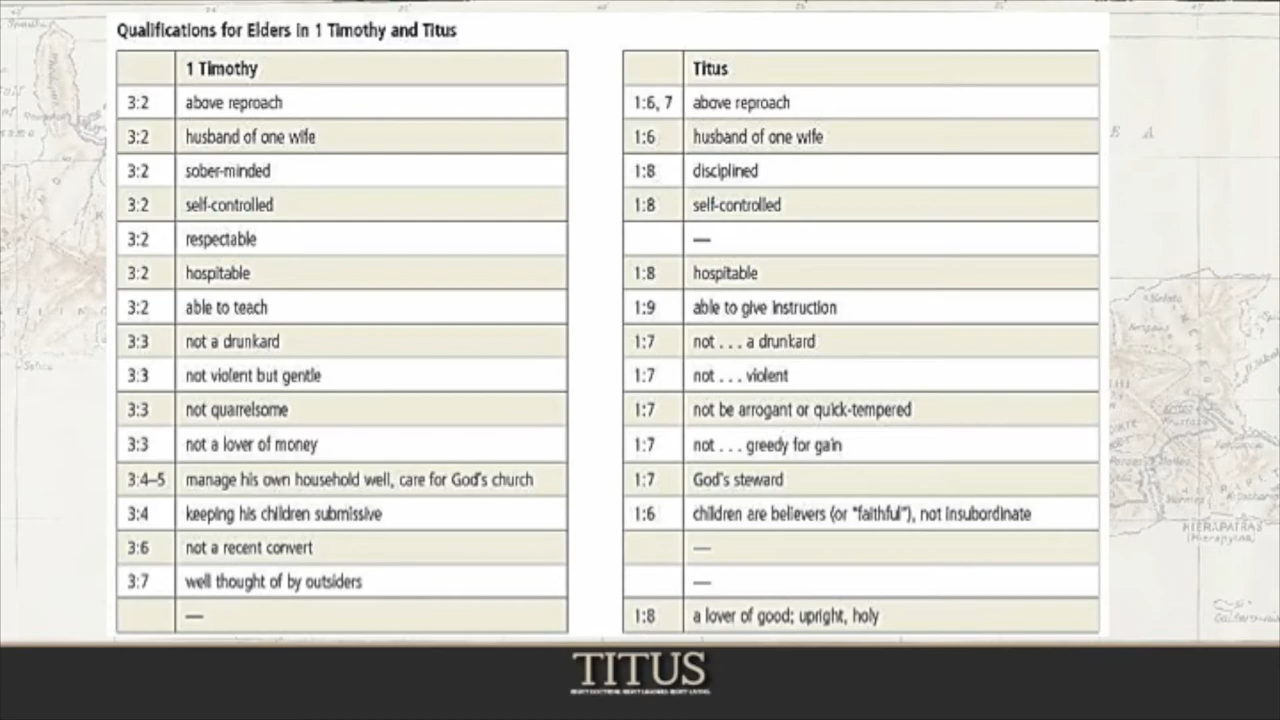 Qualifications for Elders in 1 Timothy and Titus
1 Timothy
3:2 above reproach
3:2 husband of one wife
3:2 sober-minded
3:2 self-controlled
3:2 respectable
3:2 hospitable
3:2 able to teach
3:3 not a drunkard
3:3 not violent but gentle
3:3 not quarrelsome
3:3 not a lover of money
3:4–5 manage his own household well, care for God's church
3:4 keeping his children submissive
3:6 not a recent convert
3:7 well thought of by outsiders
—
Titus
1:6, 7 above reproach
1:6 husband of one wife
1:8 disciplined
1:8 self-controlled
—
1:8 hospitable
1:9 able to give instruction
1:7 not . . . a drunkard
1:7 not . . . violent
1:7 not be arrogant or quick-tempered
1:7 not . . . greedy for gain
1:7 God's steward
1:6 children are believers (or "faithful"), not insubordinate
—
—
1:8 a lover of good; upright, holy
HIERAPATRAS
(Hierapyina)
TITUS
RIGHT DOCTRINE. RIGHT LEADERS. RIGHT LIVING.